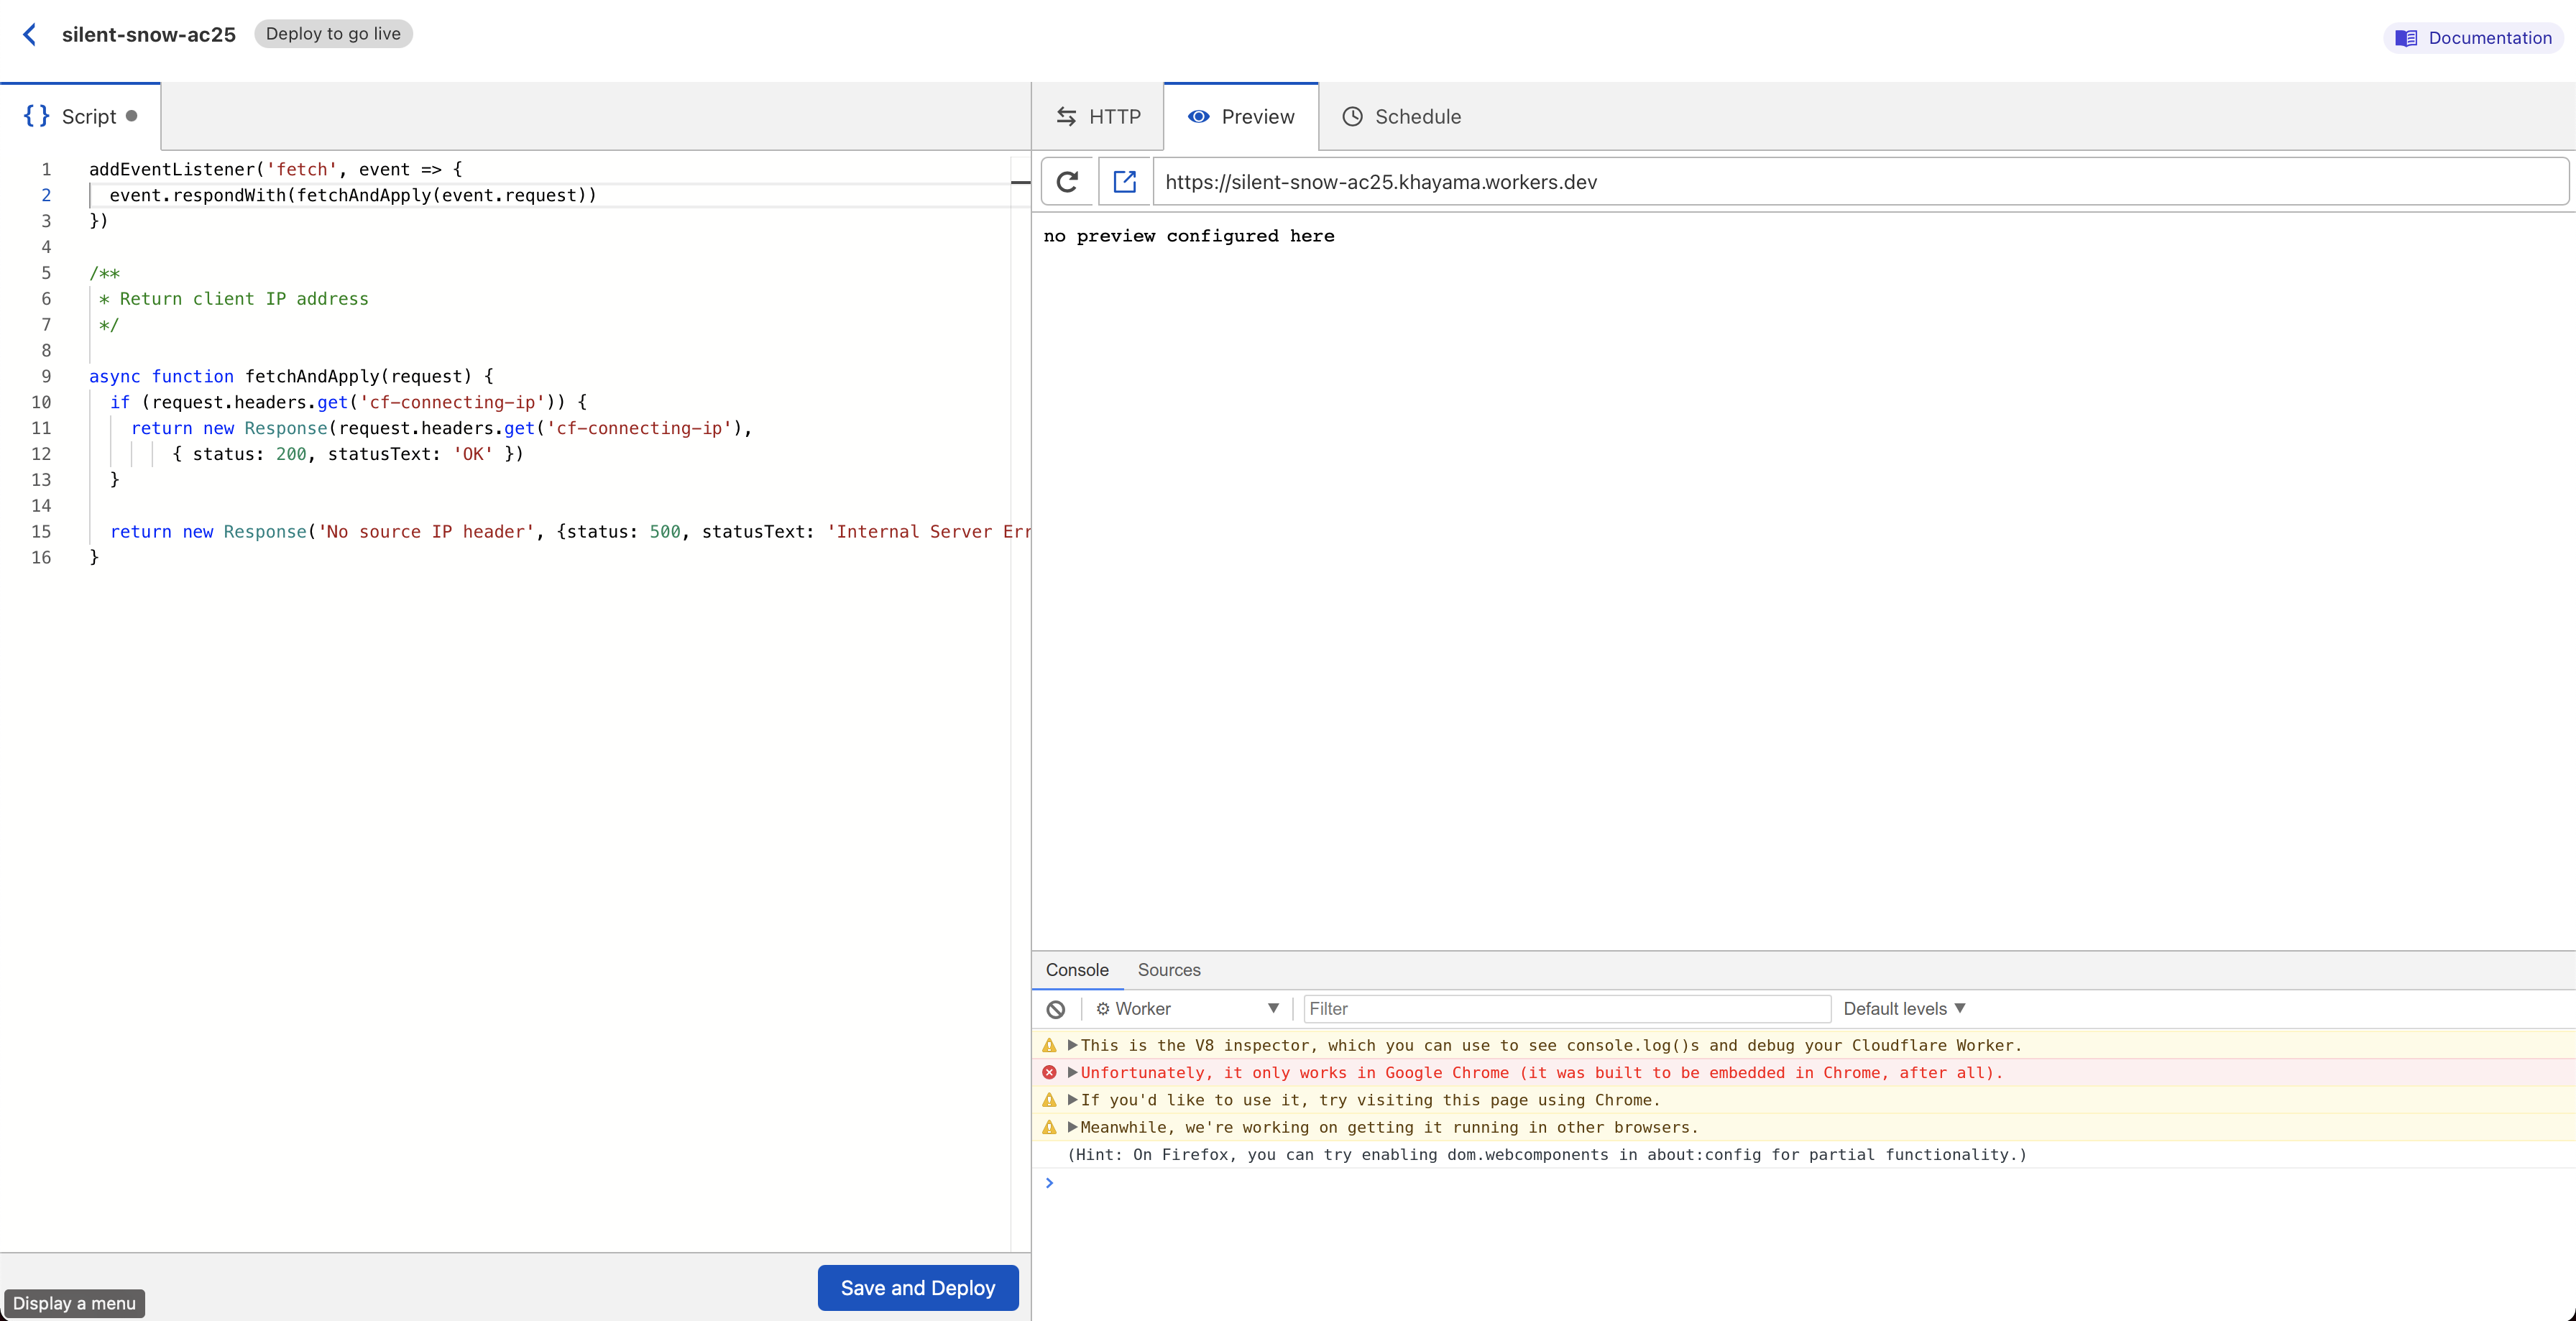 silent-snow-ac25 Deploy to go live
Documentation
{} Script
HTTP Preview Schedule
1 addEventListener('fetch', event => {
2 event.respondWith(fetchAndApply(event.request))
3 })
4
5 /**
6 * Return client IP address
7 */
8
9 async function fetchAndApply(request) {
10 if (request.headers.get('cf-connecting-ip')) {
11 return new Response(request.headers.get('cf-connecting-ip'),
12 { status: 200, statusText: 'OK' })
13 }
14
15 return new Response('No source IP header', {status: 500, statusText: 'Internal Server Err
16 }
Save and Deploy
Display a menu
https://silent-snow-ac25.khayama.workers.dev
no preview configured here
Console Sources
Worker Filter Default levels
This is the V8 inspector, which you can use to see console.log()s and debug your Cloudflare Worker.
Unfortunately, it only works in Google Chrome (it was built to be embedded in Chrome, after all).
If you'd like to use it, try visiting this page using Chrome.
Meanwhile, we're working on getting it running in other browsers.
(Hint: On Firefox, you can try enabling dom.webcomponents in about:config for partial functionality.)